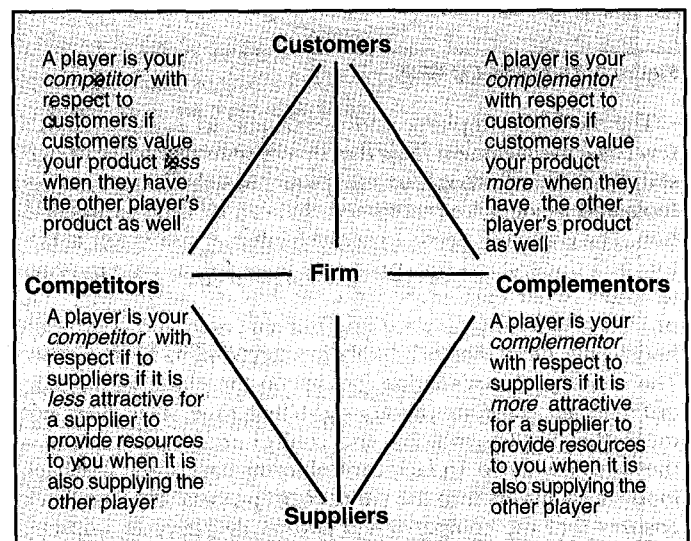 Customers
A player is your
competitor with
respect to
customers if
customers value
your product less
when they have
the other player's
product as well
A player is your
complementor
with respect to
customers if
customers value
your product
more when they
have the other
player's product
as well
Competitors
Firm
Complementors
A player is your
competitor with
respect if to
suppliers if it is
less attractive for
a supplier to
provide resources
to you when it is
also supplying the
other player
A player is your
complementor
with respect to
suppliers if it is
more attractive
for a supplier to
provide resources
to you when it is
also supplying the
other player
Suppliers